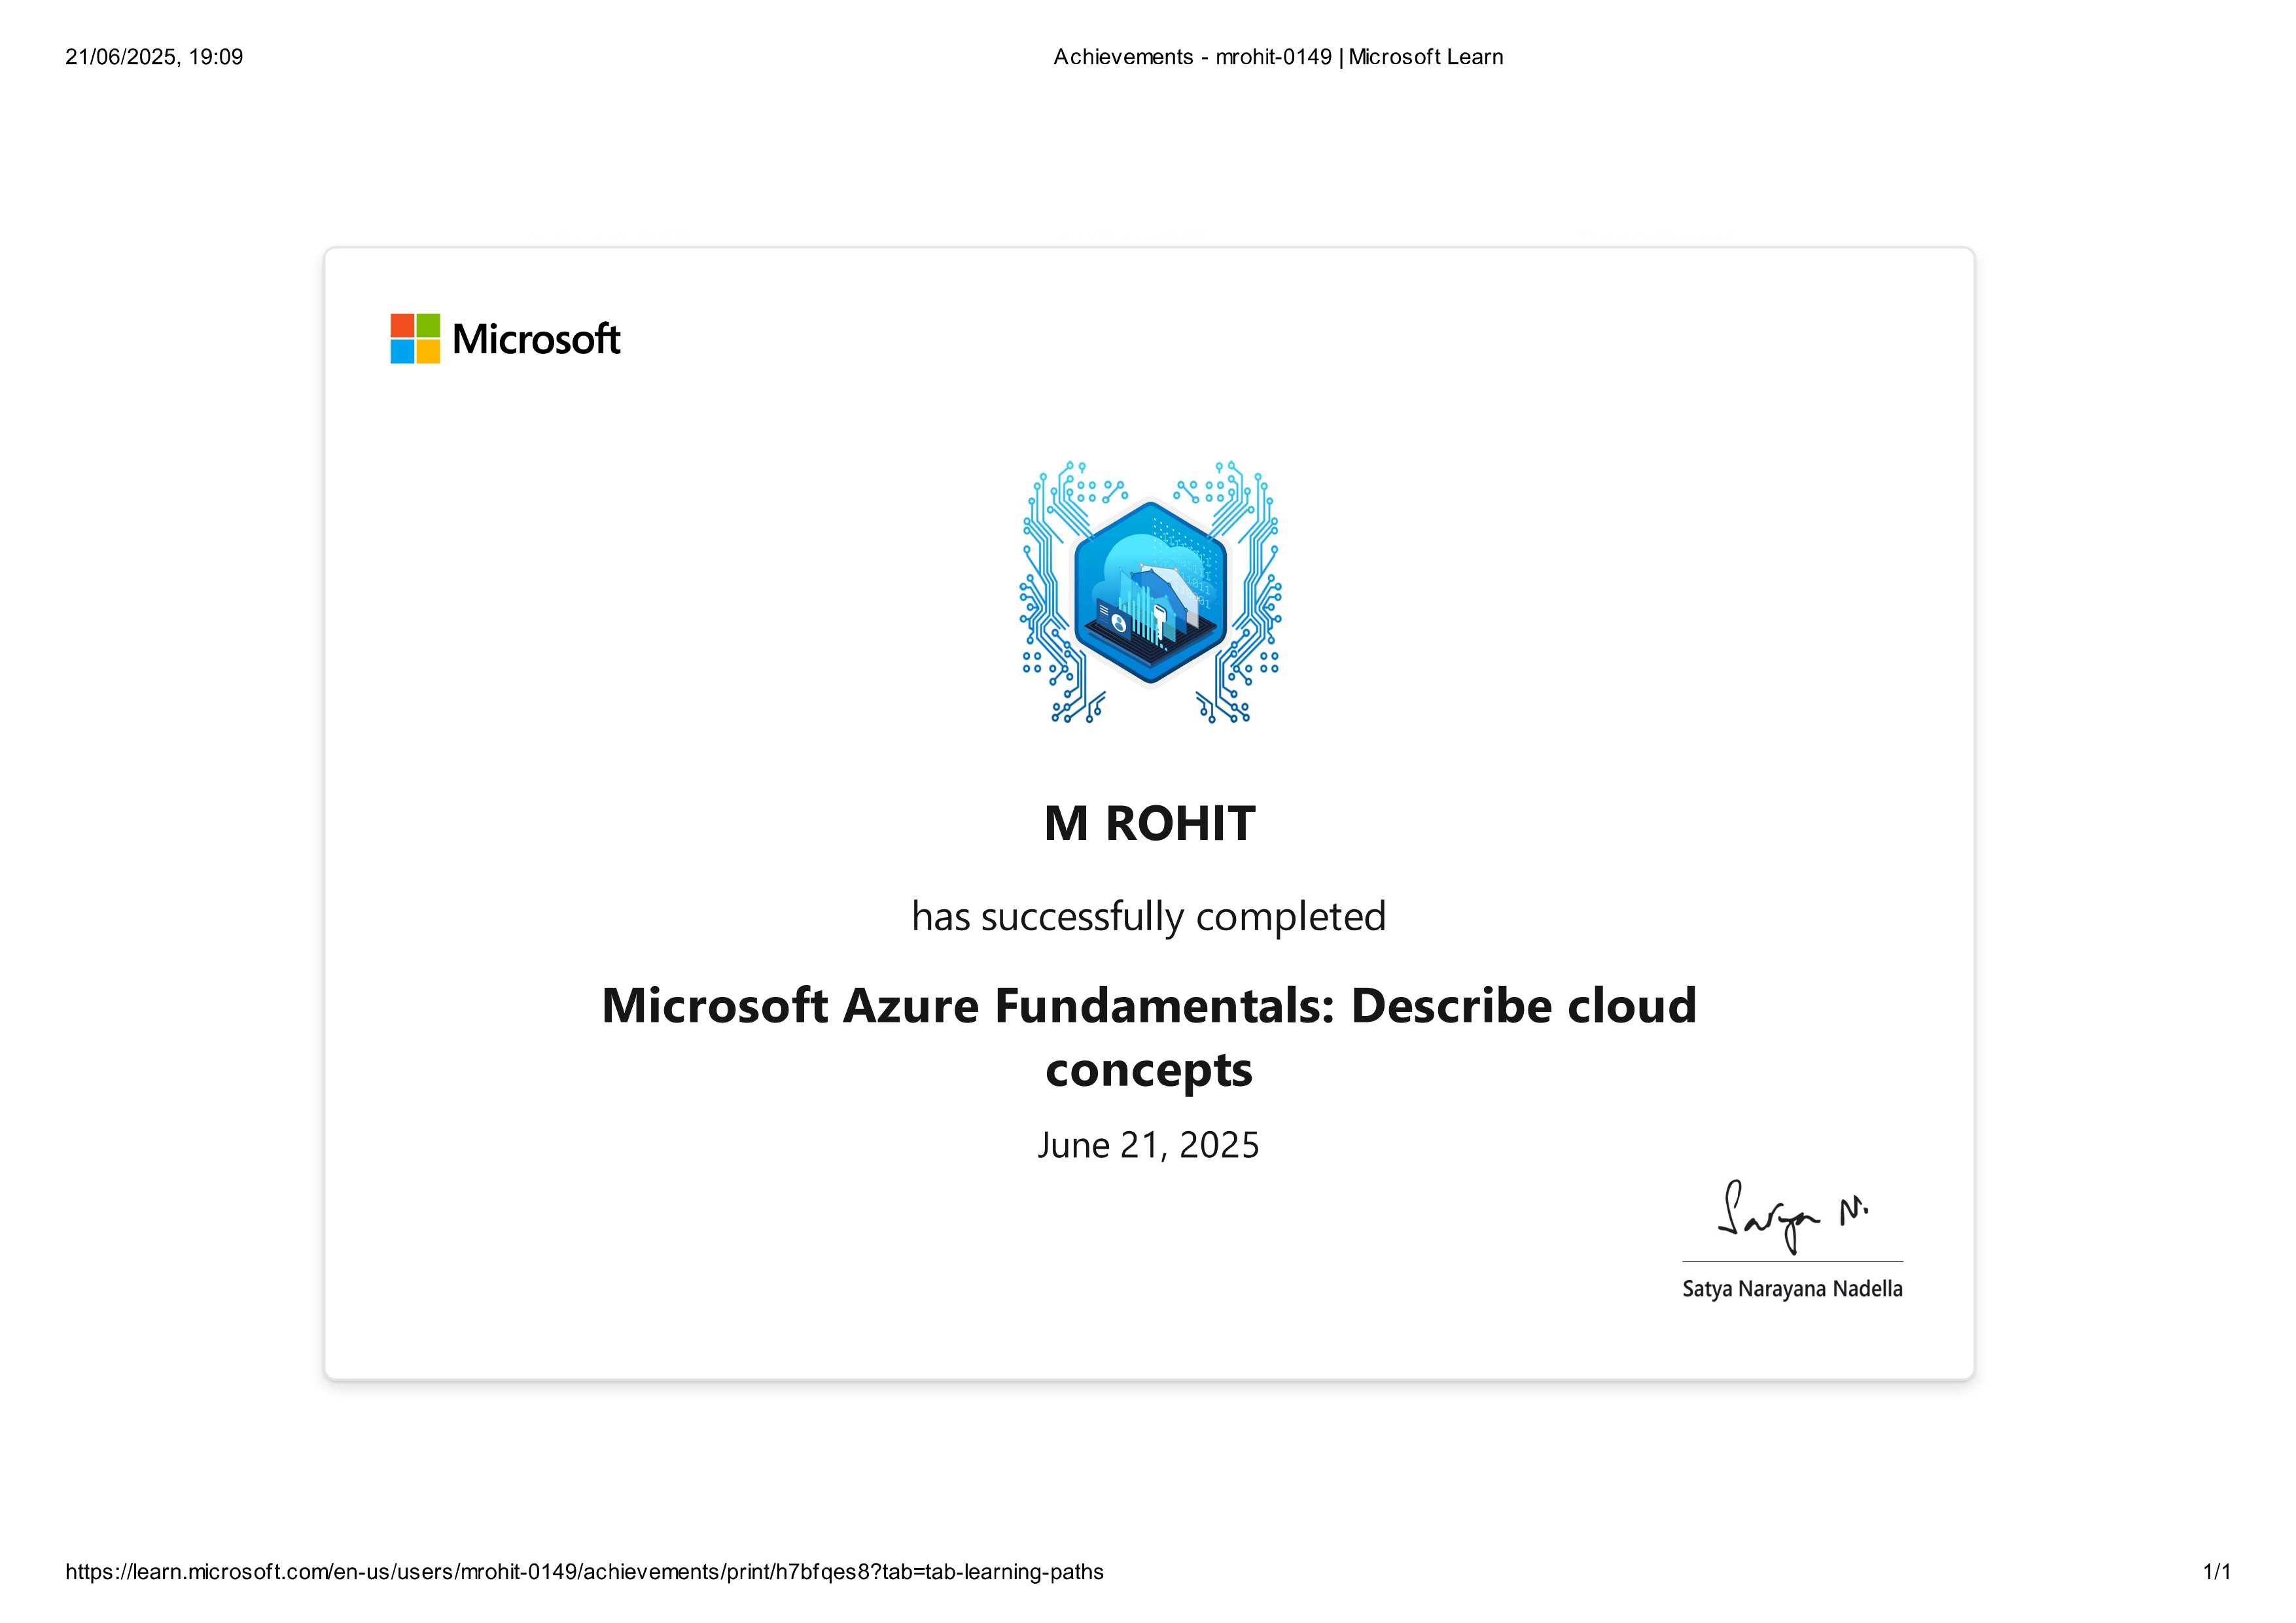 21/06/2025, 19:09
Achievements - mrohit-0149 | Microsoft Learn
Microsoft
M ROHIT
has successfully completed
Microsoft Azure Fundamentals: Describe cloud
concepts
June 21, 2025
Satya N.
Satya Narayana Nadella
https://learn.microsoft.com/en-us/users/mrohit-0149/achievements/print/h7bfqes8?tab=tab-learning-paths
1/1